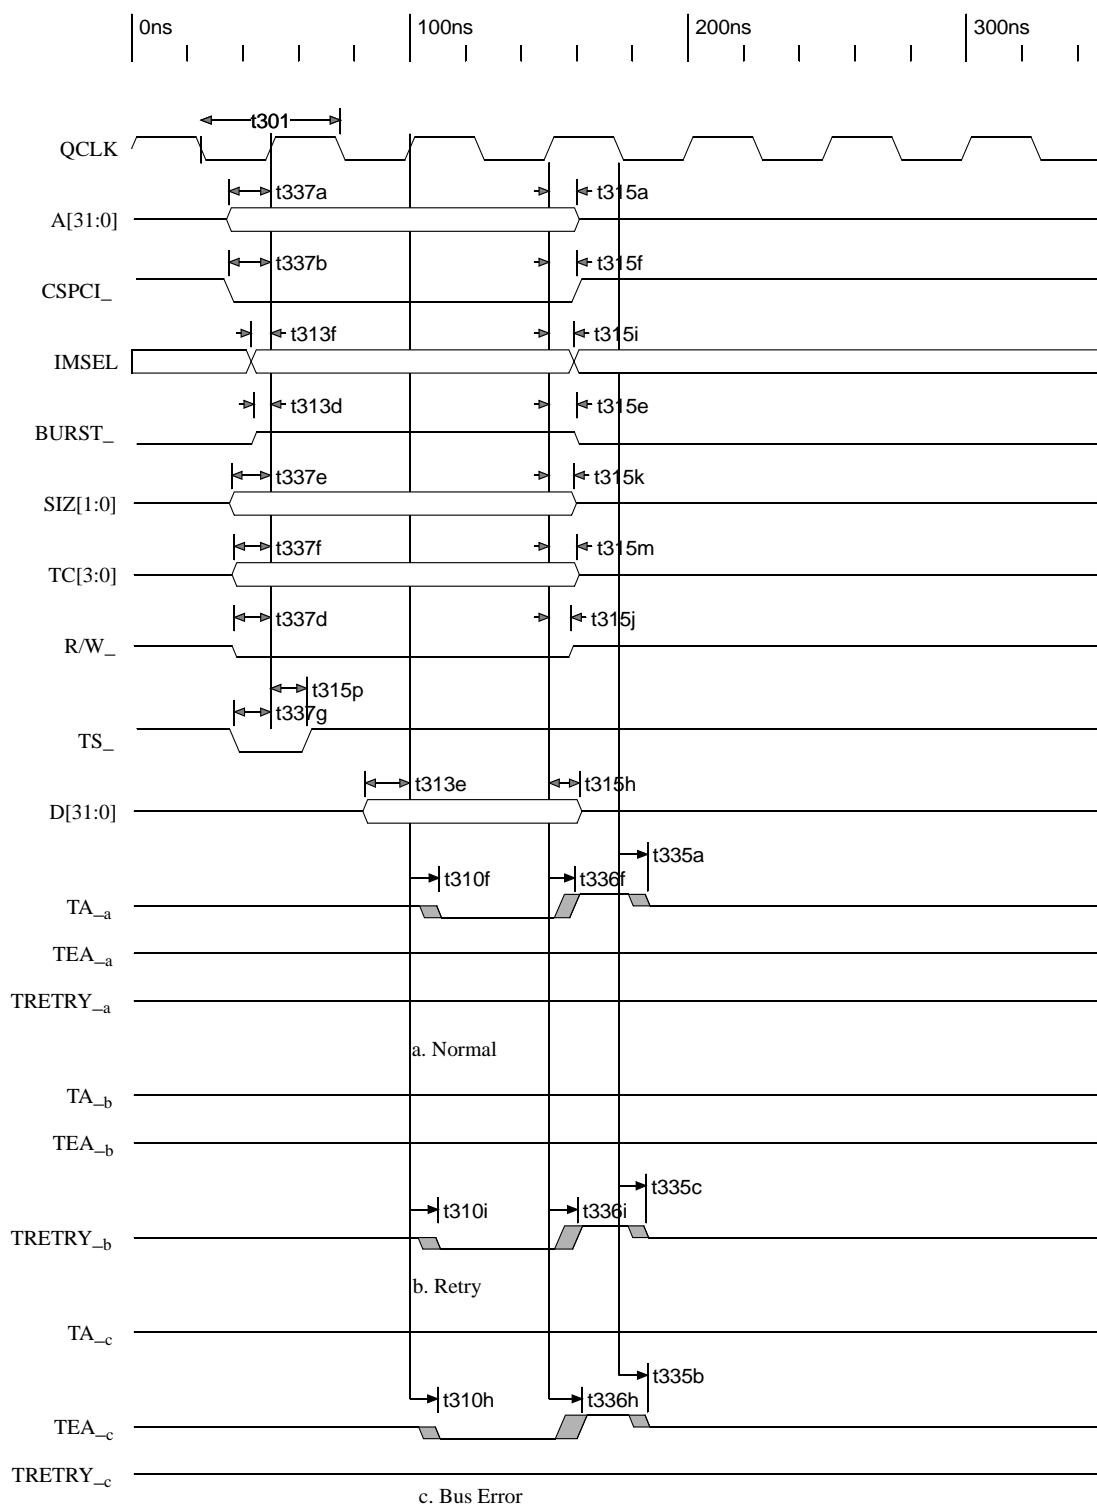 0ns 100ns 200ns 300ns
t301
QCLK
t337a t315a
A[31:0]
t337b t315f
CSPCI_
t313f t315i
IMSEL
t313d t315e
BURST_
t337e t315k
SIZ[1:0]
t337f t315m
TC[3:0]
t337d t315j
R/W_
t315p
t337g
TS_
t313e t315h
D[31:0]
t335a
t310f t336f
TA_a
TEA_a
TRETRY_a
a. Normal
TA_b
TEA_b
t335c
t310i t336i
TRETRY_b
b. Retry
TA_c
t335b
t310h t336h
TEA_c
TRETRY_c
c. Bus Error